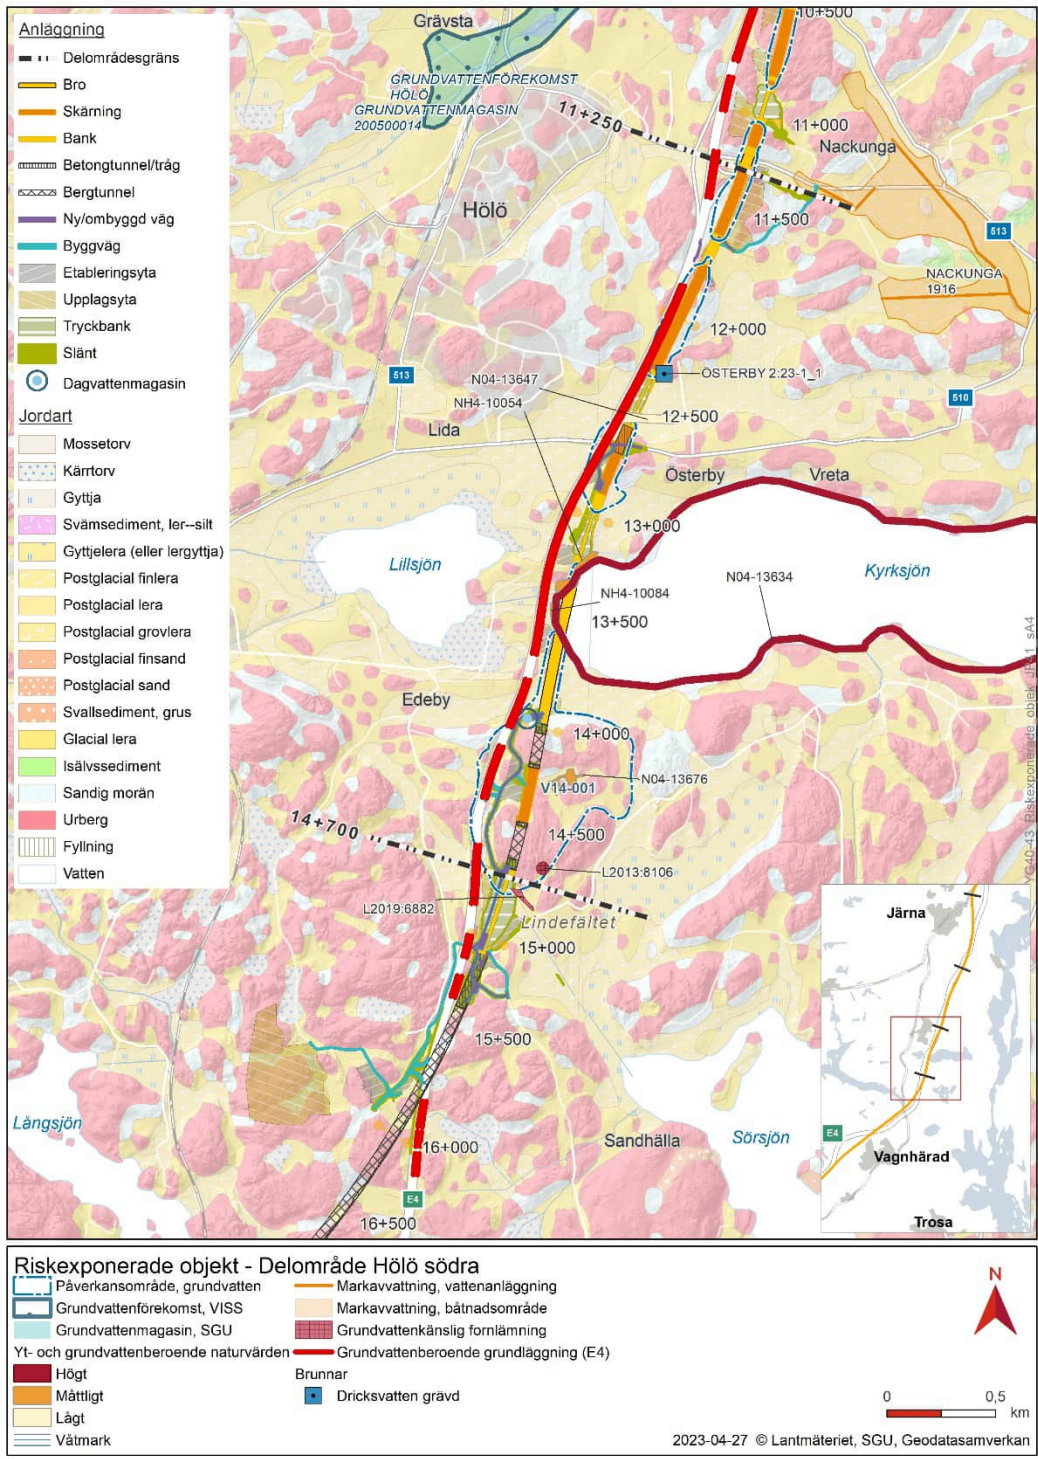 Anläggning
Delområdesgräns
Bro
Skärning
Bank
Betongtunnel/tråg
Bergtunnel
Ny/ombyggd väg
Byggväg
Etableringsyta
Upplagsyta
Tryckbank
Slänt
Dagvattenmagasin
Jordart
Mossetorv
Kärrtorv
Gyttja
Svämsediment, ler--silt
Gyttjelera (eller lergyttja)
Postglacial finlera
Postglacial lera
Postglacial grovlera
Postglacial finsand
Postglacial sand
Svallsediment, grus
Glacial lera
Isälvssediment
Sandig morän
Urberg
Fyllning
Vatten
Grävsta
GRUNDVATTENFÖREKOMST
HÖLÖ
GRUNDVATTENMAGASIN
200500014
10+500
11+250
11+000
Nackunga
Hölö
11+500
513
NACKUNGA
1916
12+000
N04-13647
513
ÖSTERBY 2:23-1_1
NH4-10054
510
12+500
Lida
Österby
Vreta
13+000
Lillsjön
Kyrksjön
N04-13634
NH4-10084
13+500
Edeby
14+000
N04-13676
V14-001
14+700
14+500
L2013:8106
L2019:6882
Lindefältet
15+000
15+500
Långsjön
Sandhälla
Sörsjön
16+000
E4
16+500
Järna
E4
Vagnhärad
Trosa
Riskexponerade objekt - Delområde Hölö södra
Påverkansområde, grundvatten
Grundvattenförekomst, VISS
Grundvattenmagasin, SGU
Yt- och grundvattenberoende naturvärden
Högt
Måttligt
Lågt
Våtmark
Markavvattning, vattenanläggning
Markavvattning, båtnadsområde
Grundvattenkänslig fornlämning
Grundvattenberoende grundläggning (E4)
Brunnar
Dricksvatten grävd
N
0 0,5
km
2023-04-27 © Lantmäteriet, SGU, Geodatasamverkan